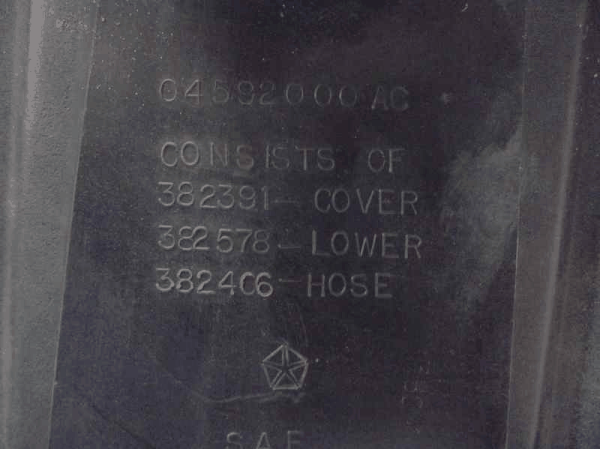 04592000AC
CONSISTS OF
382391-COVER
382578-LOWER
382406-HOSE
SAE